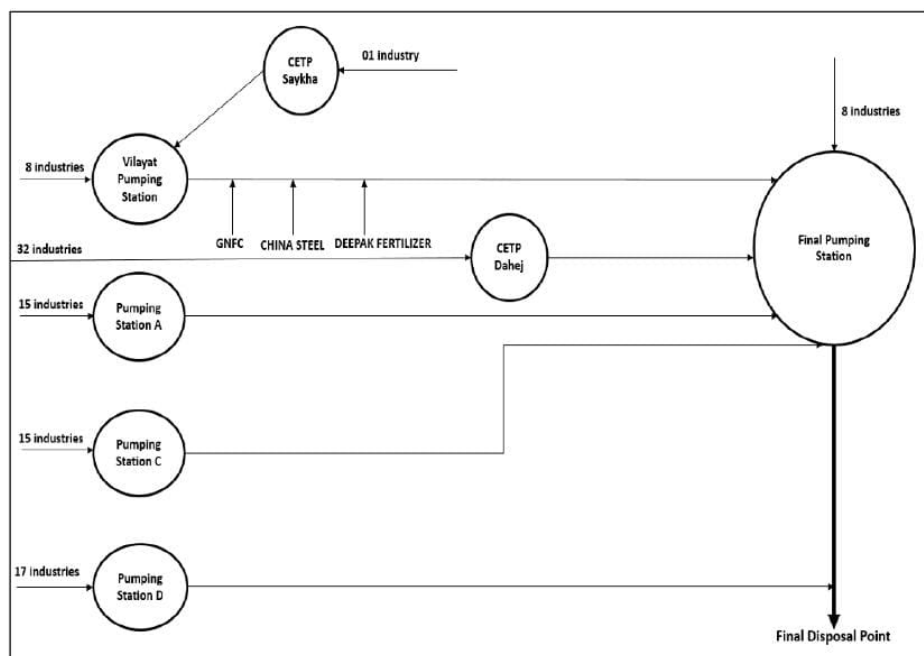 CETP
Saykha
01 industry
8 industries
8 industries
Vilayat
Pumping
Station
GNFC
CHINA STEEL
DEEPAK FERTILIZER
32 industries
CETP
Dahej
Final Pumping
Station
15 industries
Pumping
Station A
15 industries
Pumping
Station C
17 industries
Pumping
Station D
Final Disposal Point